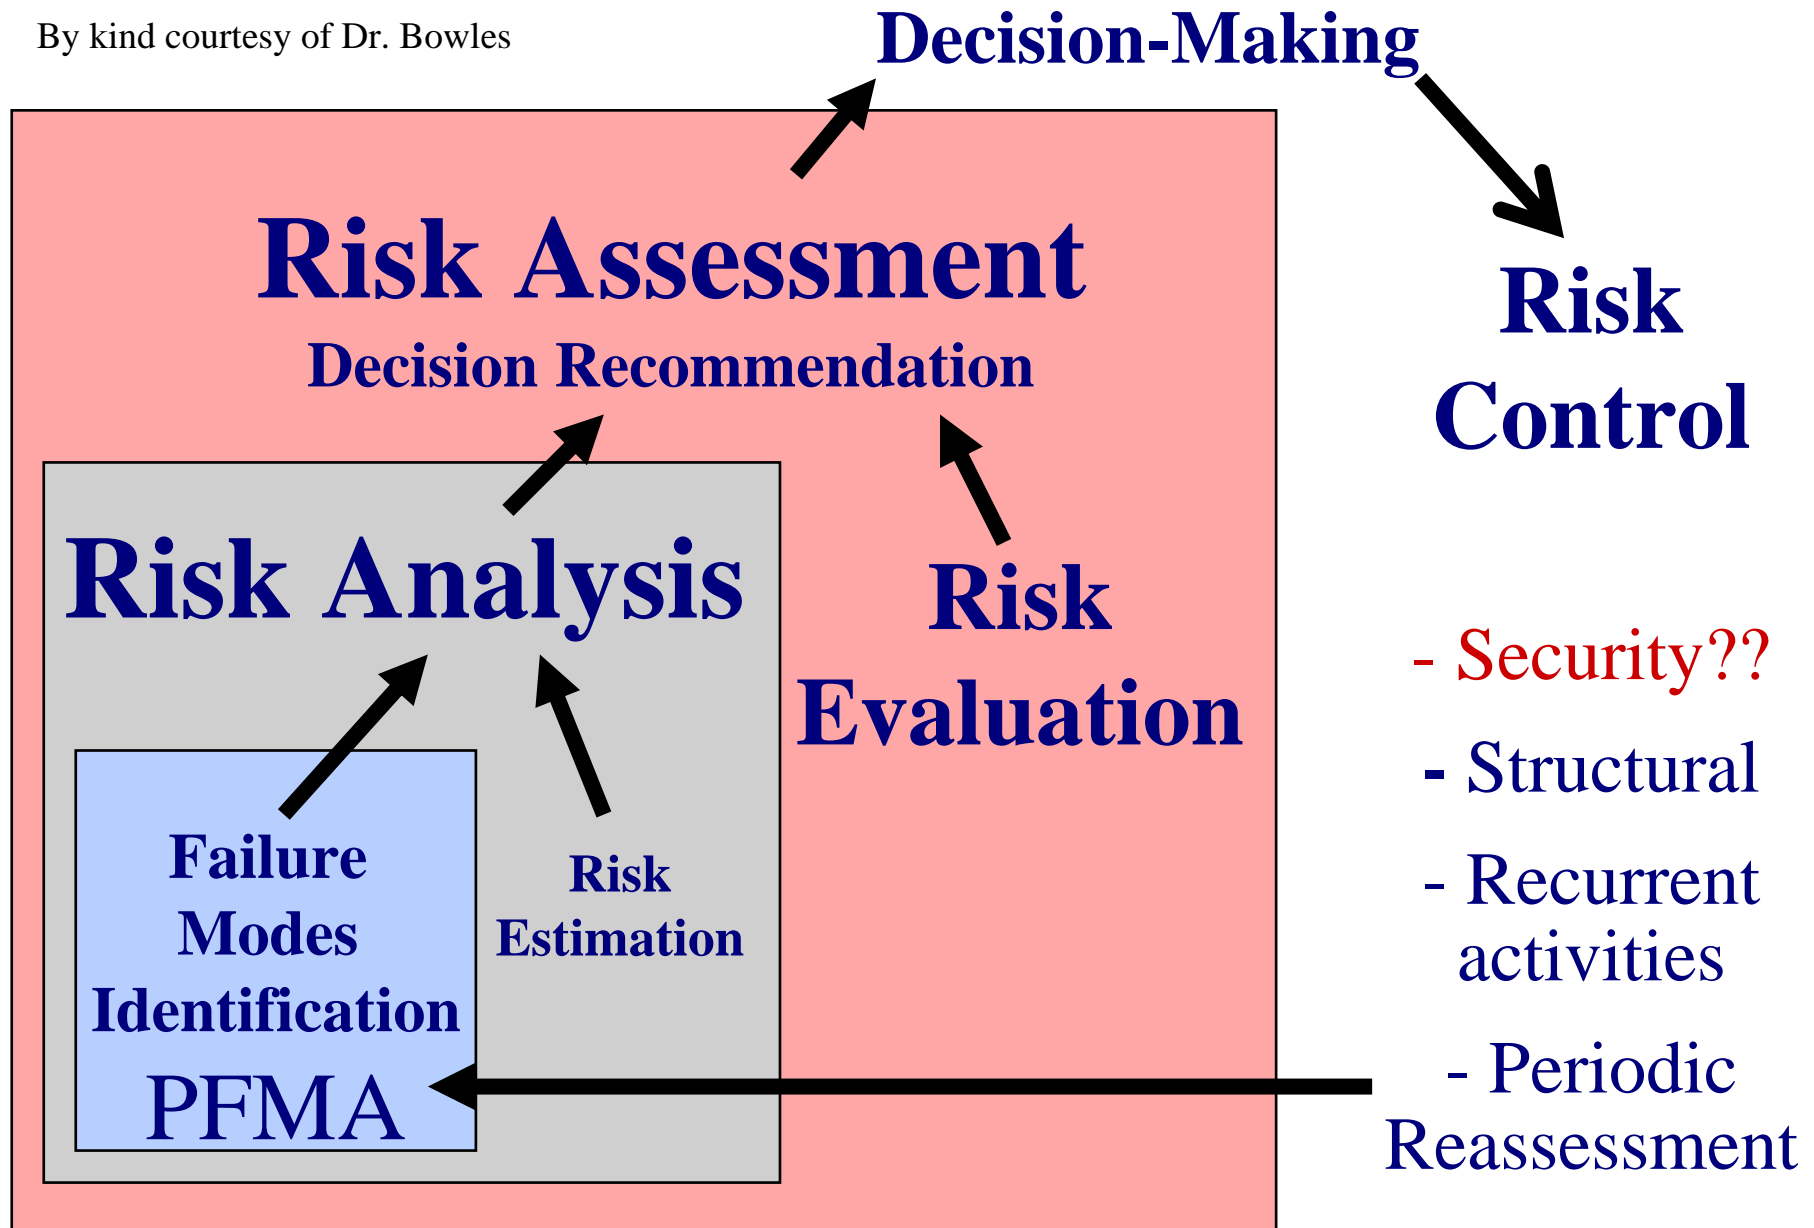 By kind courtesy of Dr. Bowles
Decision-Making
Risk Assessment
Decision Recommendation
Risk Analysis
Failure
Modes
Identification
PFMA
Risk
Estimation
Risk
Evaluation
Risk
Control
- Security??
- Structural
- Recurrent
activities
- Periodic
Reassessment